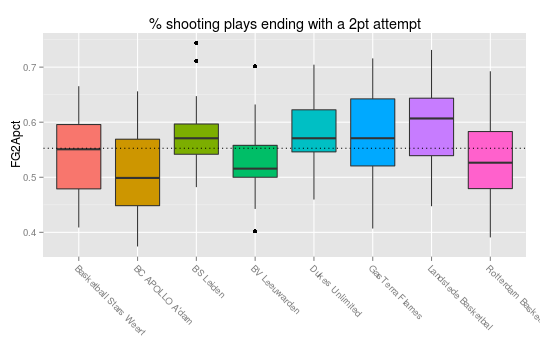 % shooting plays ending with a 2pt attempt
FG2Apct
0.7
0.6
0.5
0.4
Basketball Stars Weert
BC APOLLO A'dam
BS Leiden
BV Leeuwarden
Dukes Unlimited
GasTerra Flames
Landstede Basketbal
Rotterdam Baske